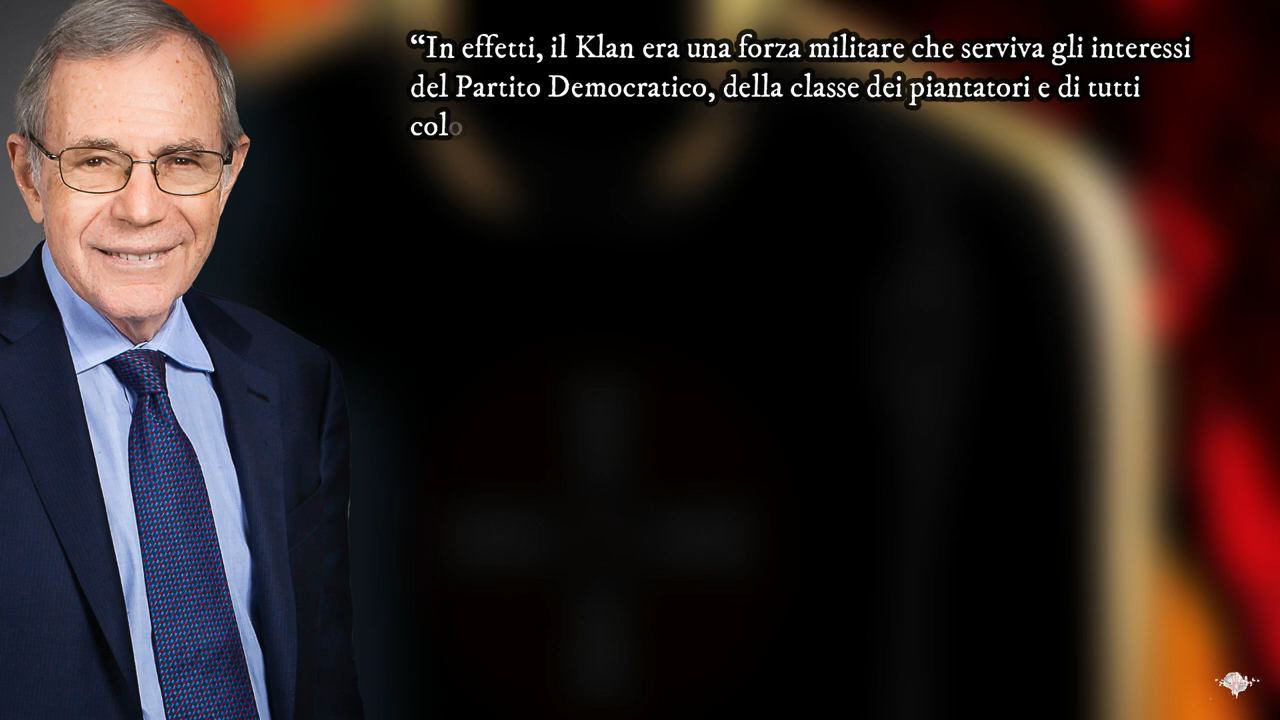 “In effetti, il Klan era una forza militare che serviva gli interessi
del Partito Democratico, della classe dei piantatori e di tutti
colo